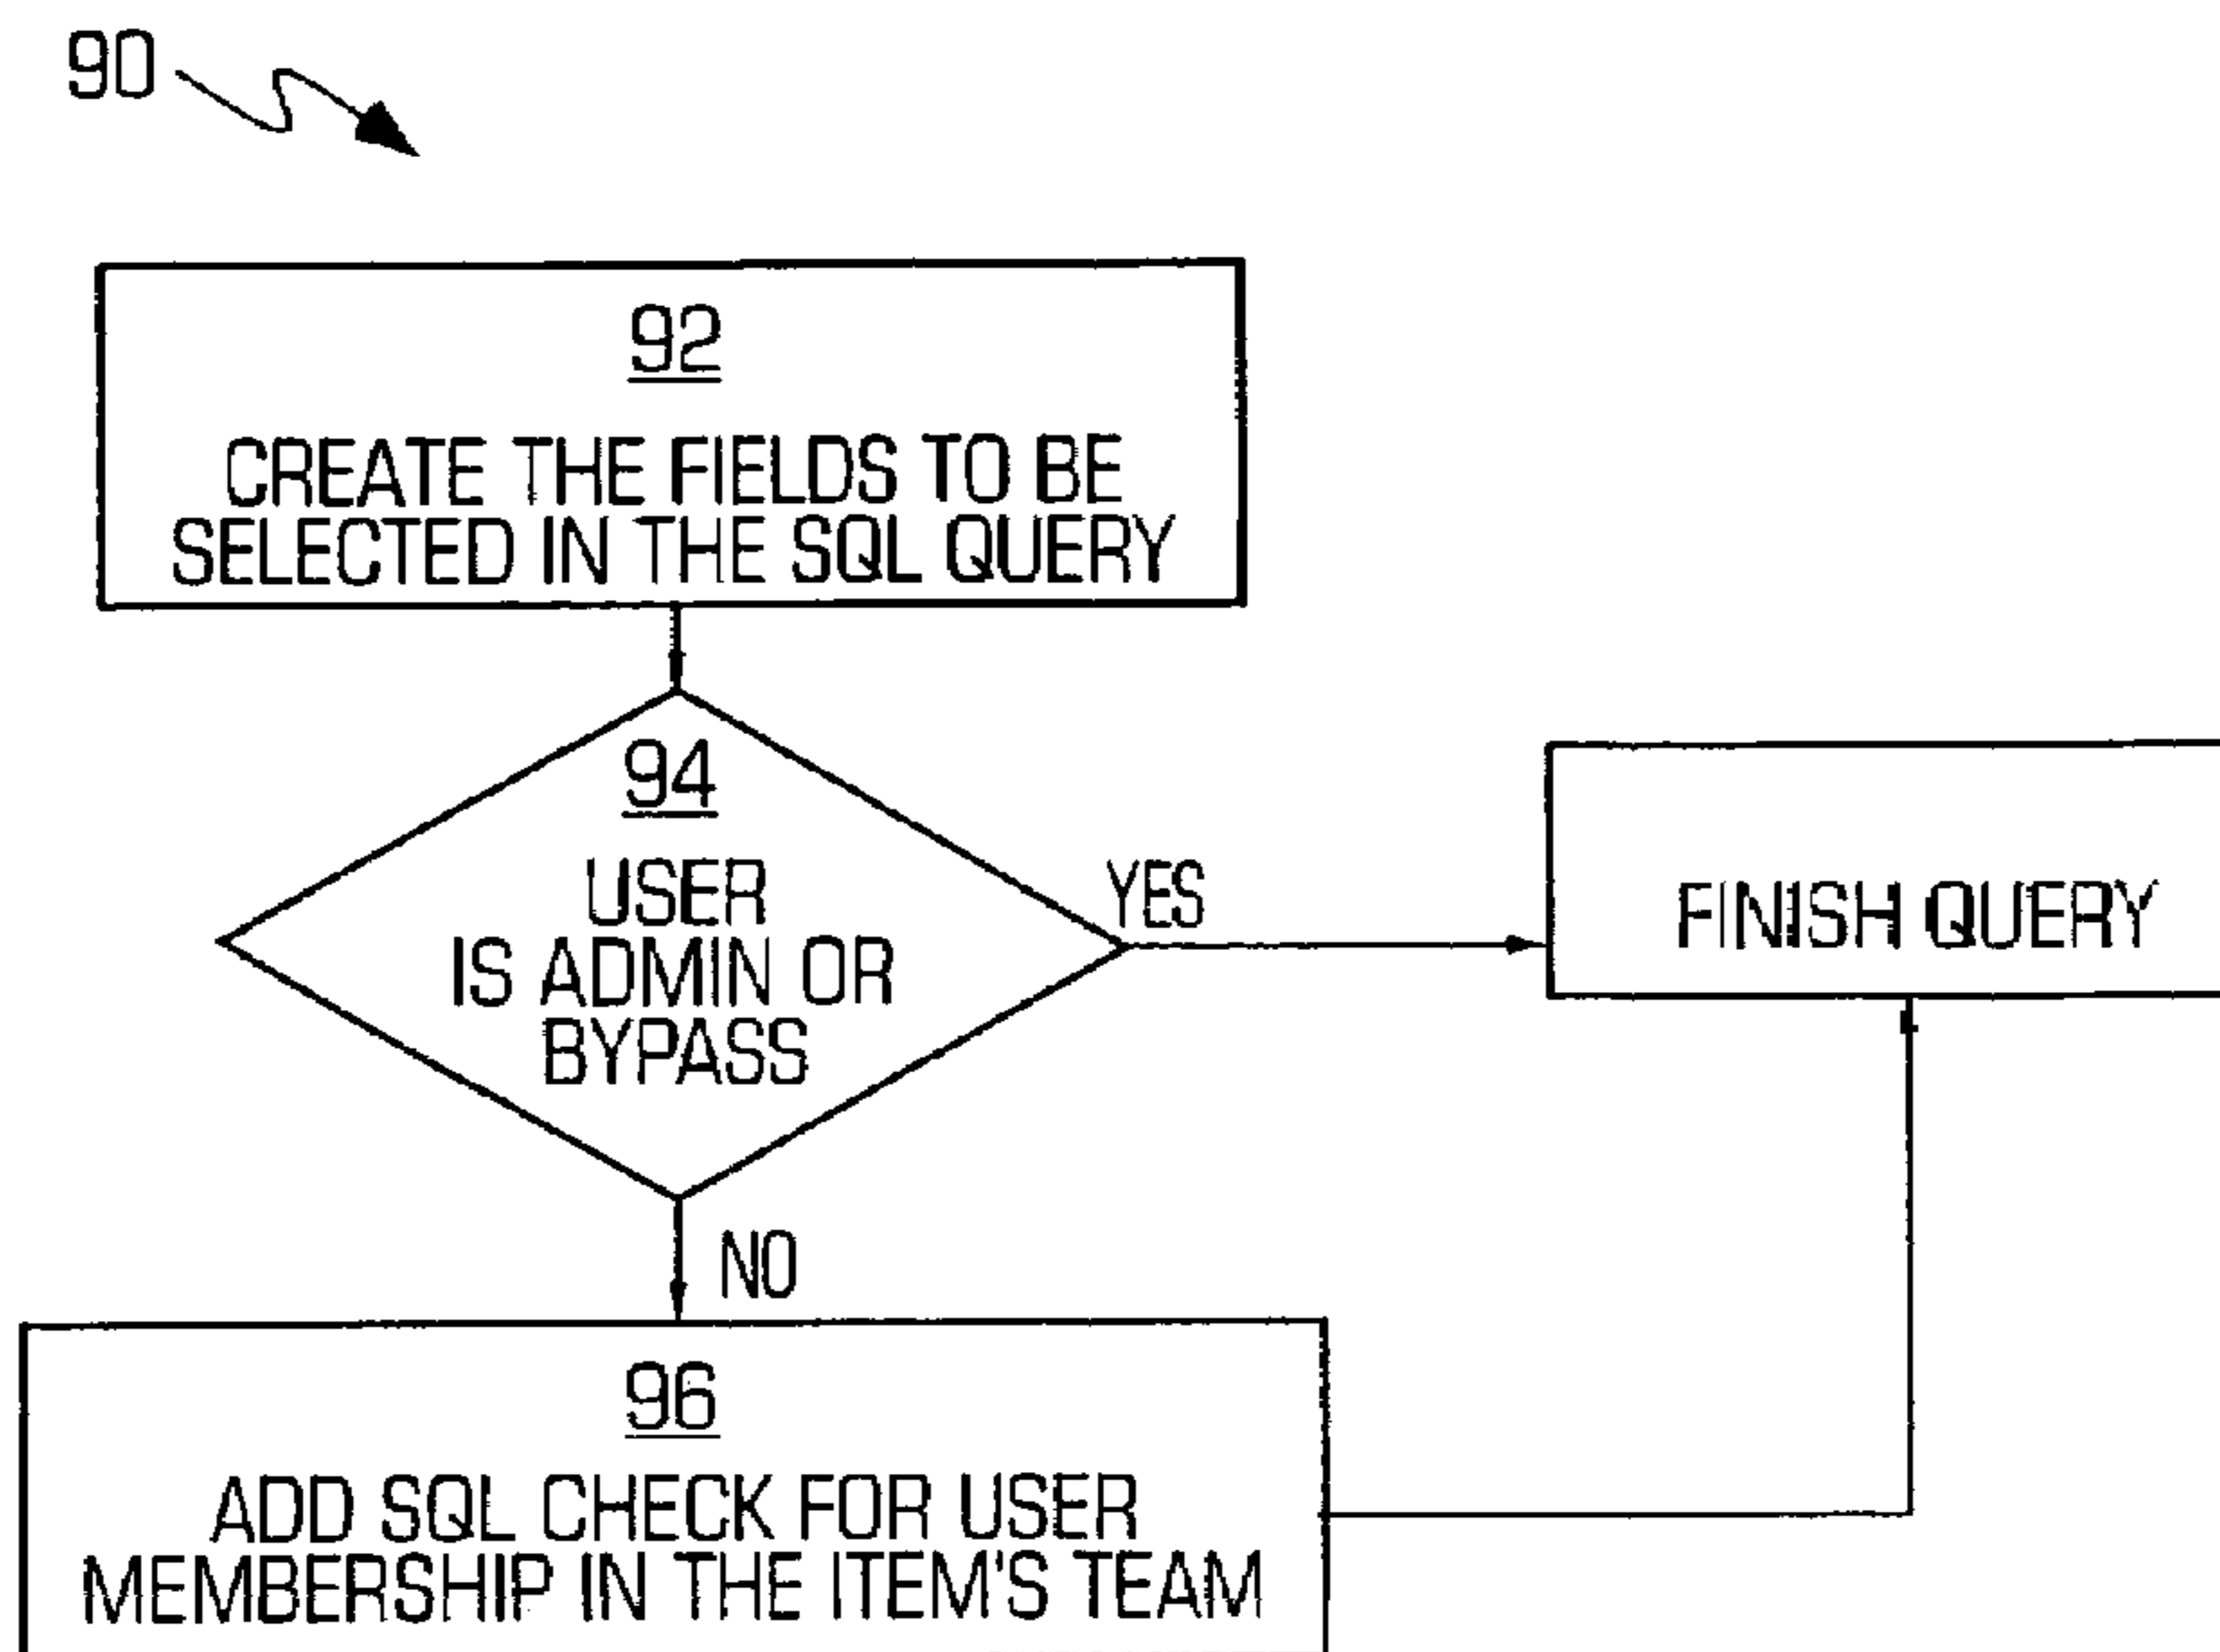 90
92
CREATE THE FIELDS TO BE
SELECTED IN THE SQL QUERY
94
USER
IS ADMIN OR
BYPASS
YES
FINISH QUERY
NO
96
ADD SQL CHECK FOR USER
MEMBERSHIP IN THE ITEM'S TEAM